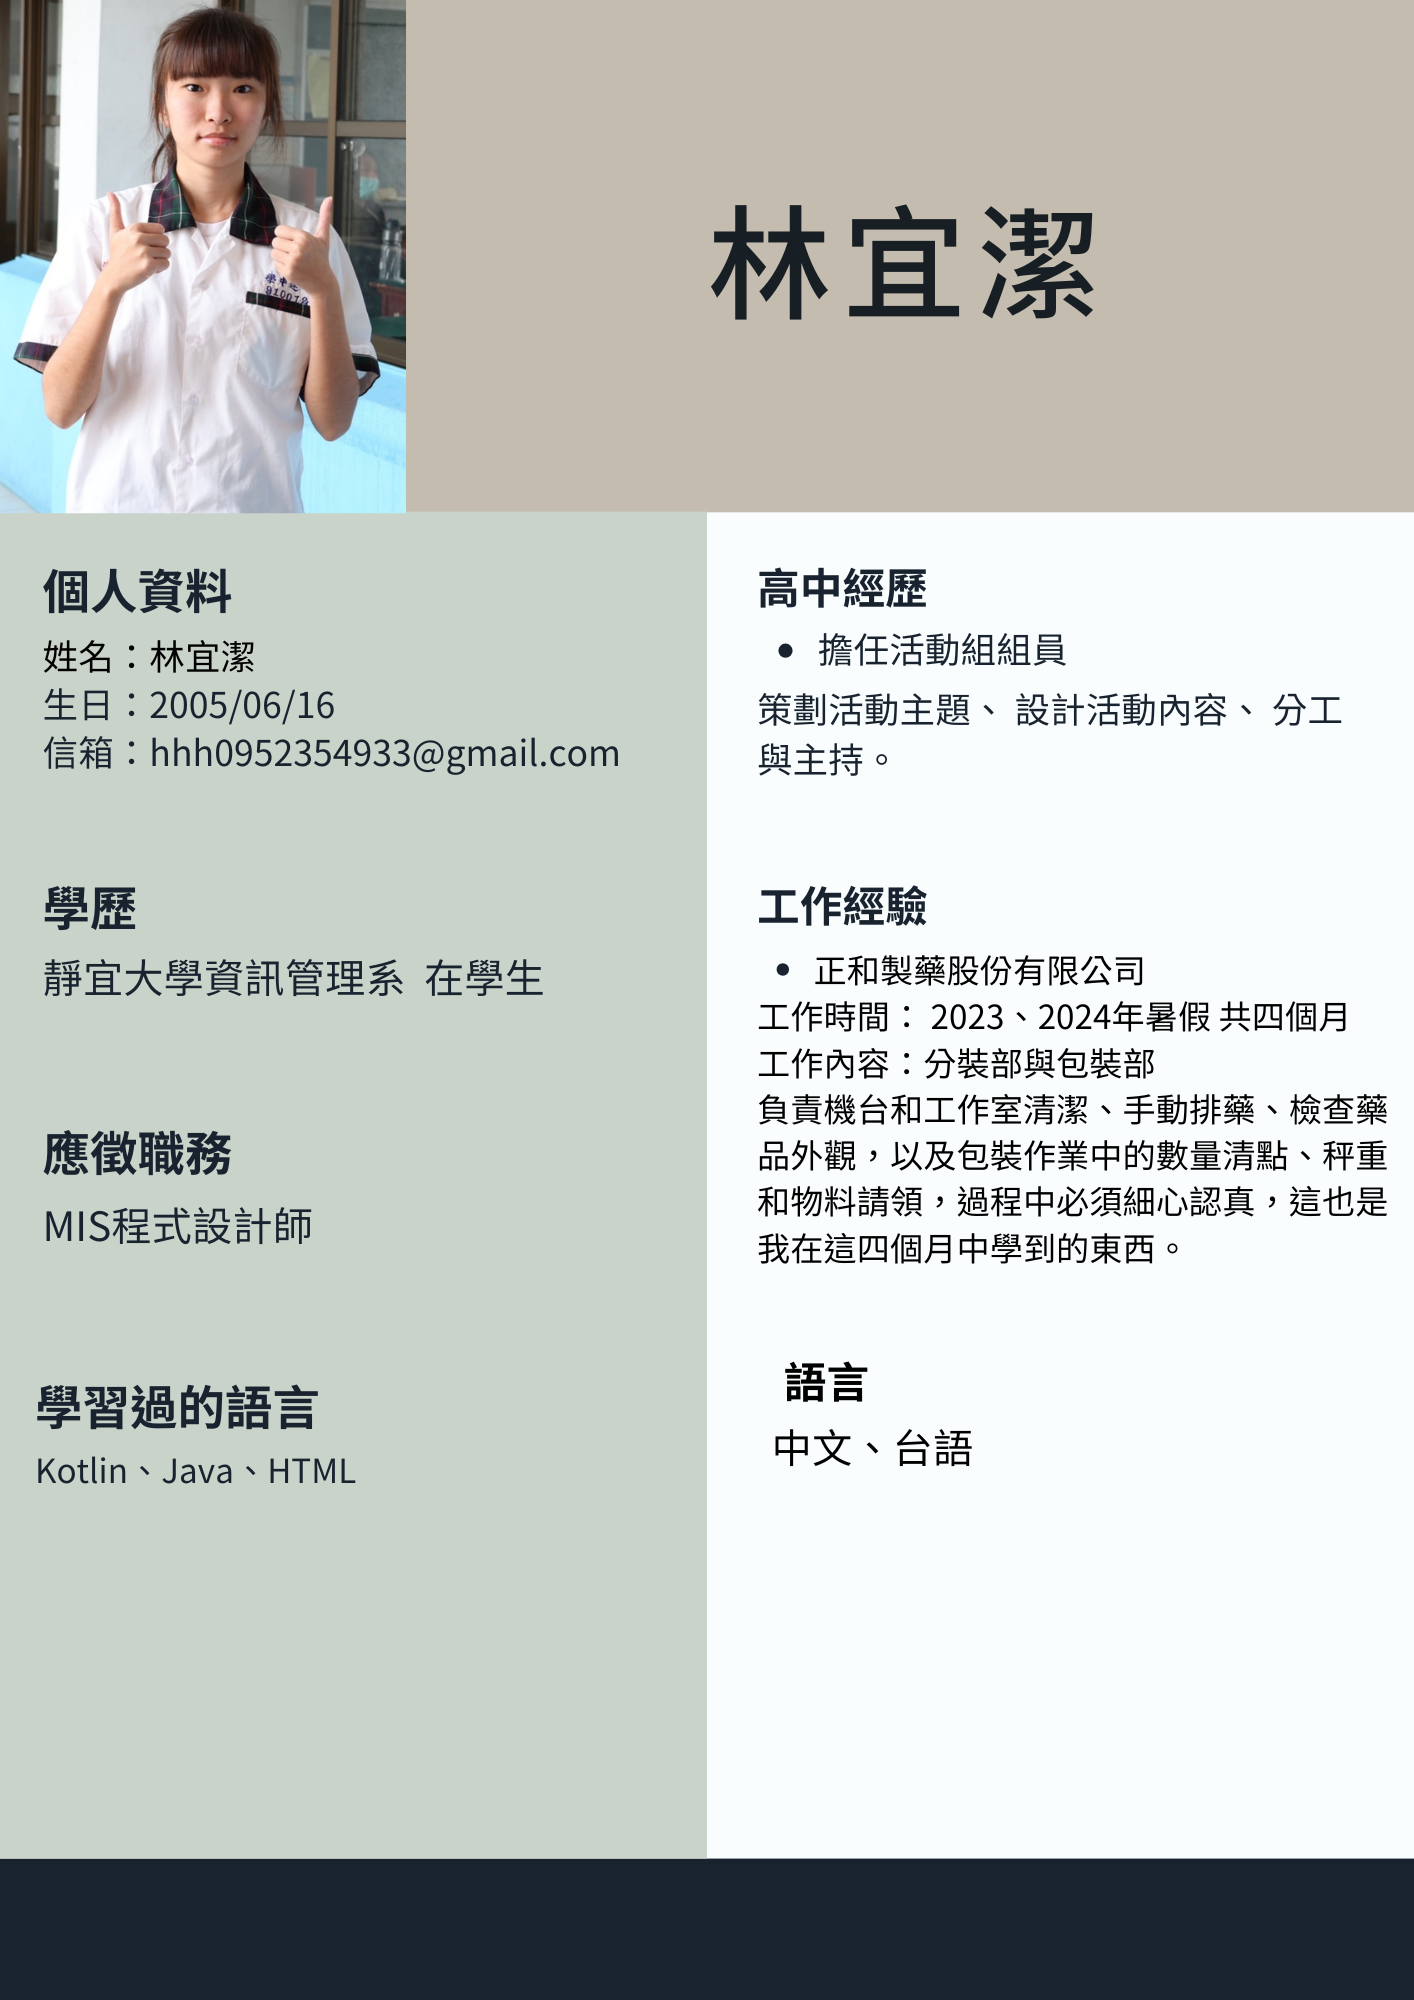 林宜潔
個人資料
姓名：林宜潔
生日：2005/06/16
信箱：hhh0952354933@gmail.com
學歷
靜宜大學資訊管理系 在學生
應徵職務
MIS程式設計師
學習過的語言
Kotlin、Java、HTML
高中經歷
• 擔任活動組組員
策劃活動主題、 設計活動內容、 分工
與主持。
工作經驗
• 正和製藥股份有限公司
工作時間： 2023、2024年暑假 共四個月
工作內容：分裝部與包裝部
負責機台和工作室清潔、手動排藥、檢查藥
品外觀，以及包裝作業中的數量清點、秤重
和物料請領，過程中必須細心認真，這也是
我在這四個月中學到的東西。
語言
中文、台語